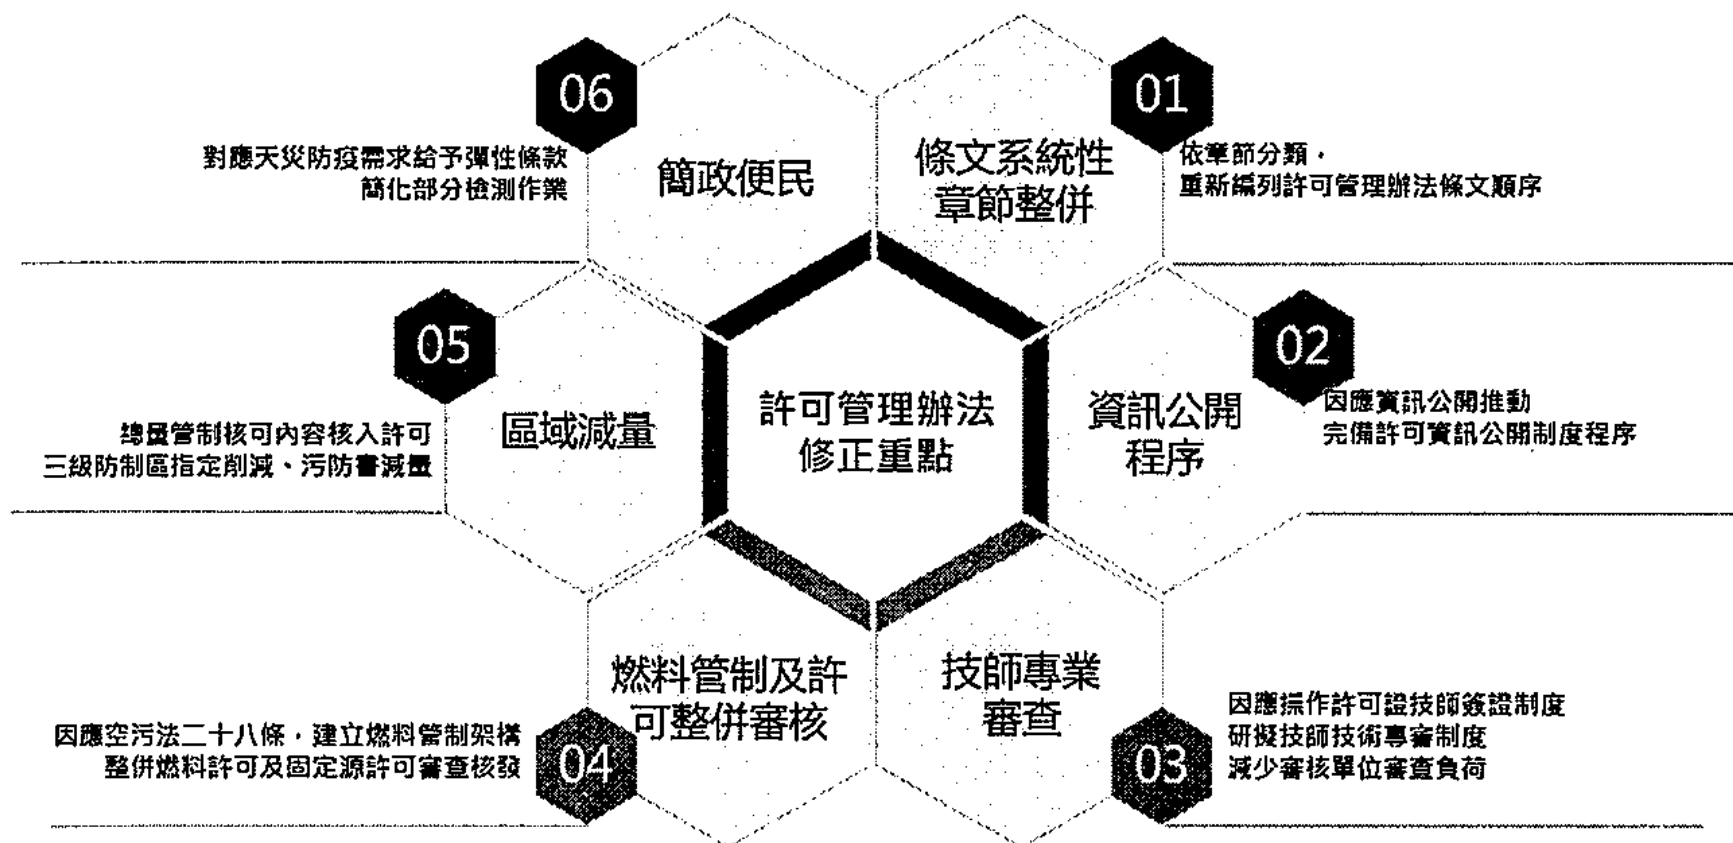 許可管理辦法
修正重點
01
條文系統性
章節整併
依章節分類，
重新編列許可管理辦法條文順序
02
資訊公開
程序
因應資訊公開推動
完備許可資訊公開制度程序
03
技師專業
審查
因應操作許可證技師簽證制度
研擬技師技術專審制度
減少審核單位審查負荷
04
燃料管制及許
可整併審核
因應空污法二十八條，建立燃料管制架構
整併燃料許可及固定源許可審查核發
05
區域減量
總量管制核可內容核入許可
三級防制區指定削減、污防書減量
06
簡政便民
對應天災防疫需求給予彈性條款
簡化部分檢測作業